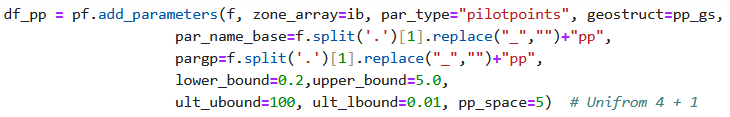 df_pp = pf.add_parameters(f, zone_array=ib, par_type="pilotpoints", geostruct=pp_gs,
par_name_base=f.split('.')[1].replace("_","")+"pp",
pargp=f.split('.')[1].replace("_","")+"pp",
lower_bound=0.2,upper_bound=5.0,
ult_ubound=100, ult_lbound=0.01, pp_space=5)  # Unifrom 4 + 1